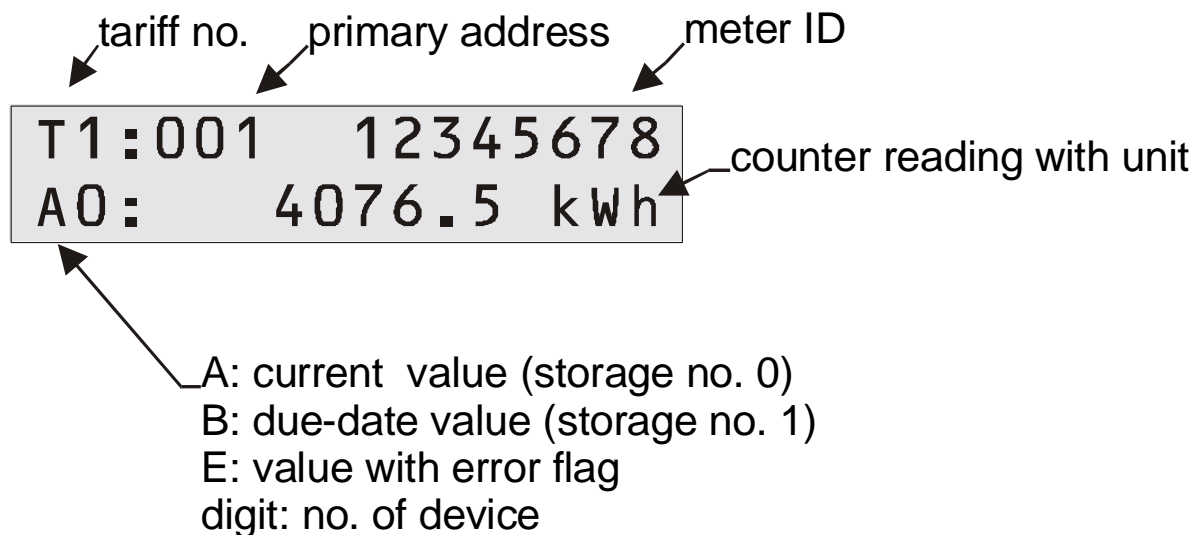 tariff no. primary address meter ID
T1:001 12345678
counter reading with unit
A0: 4076.5 kWh
A: current value (storage no. 0)
B: due-date value (storage no. 1)
E: value with error flag
digit: no. of device